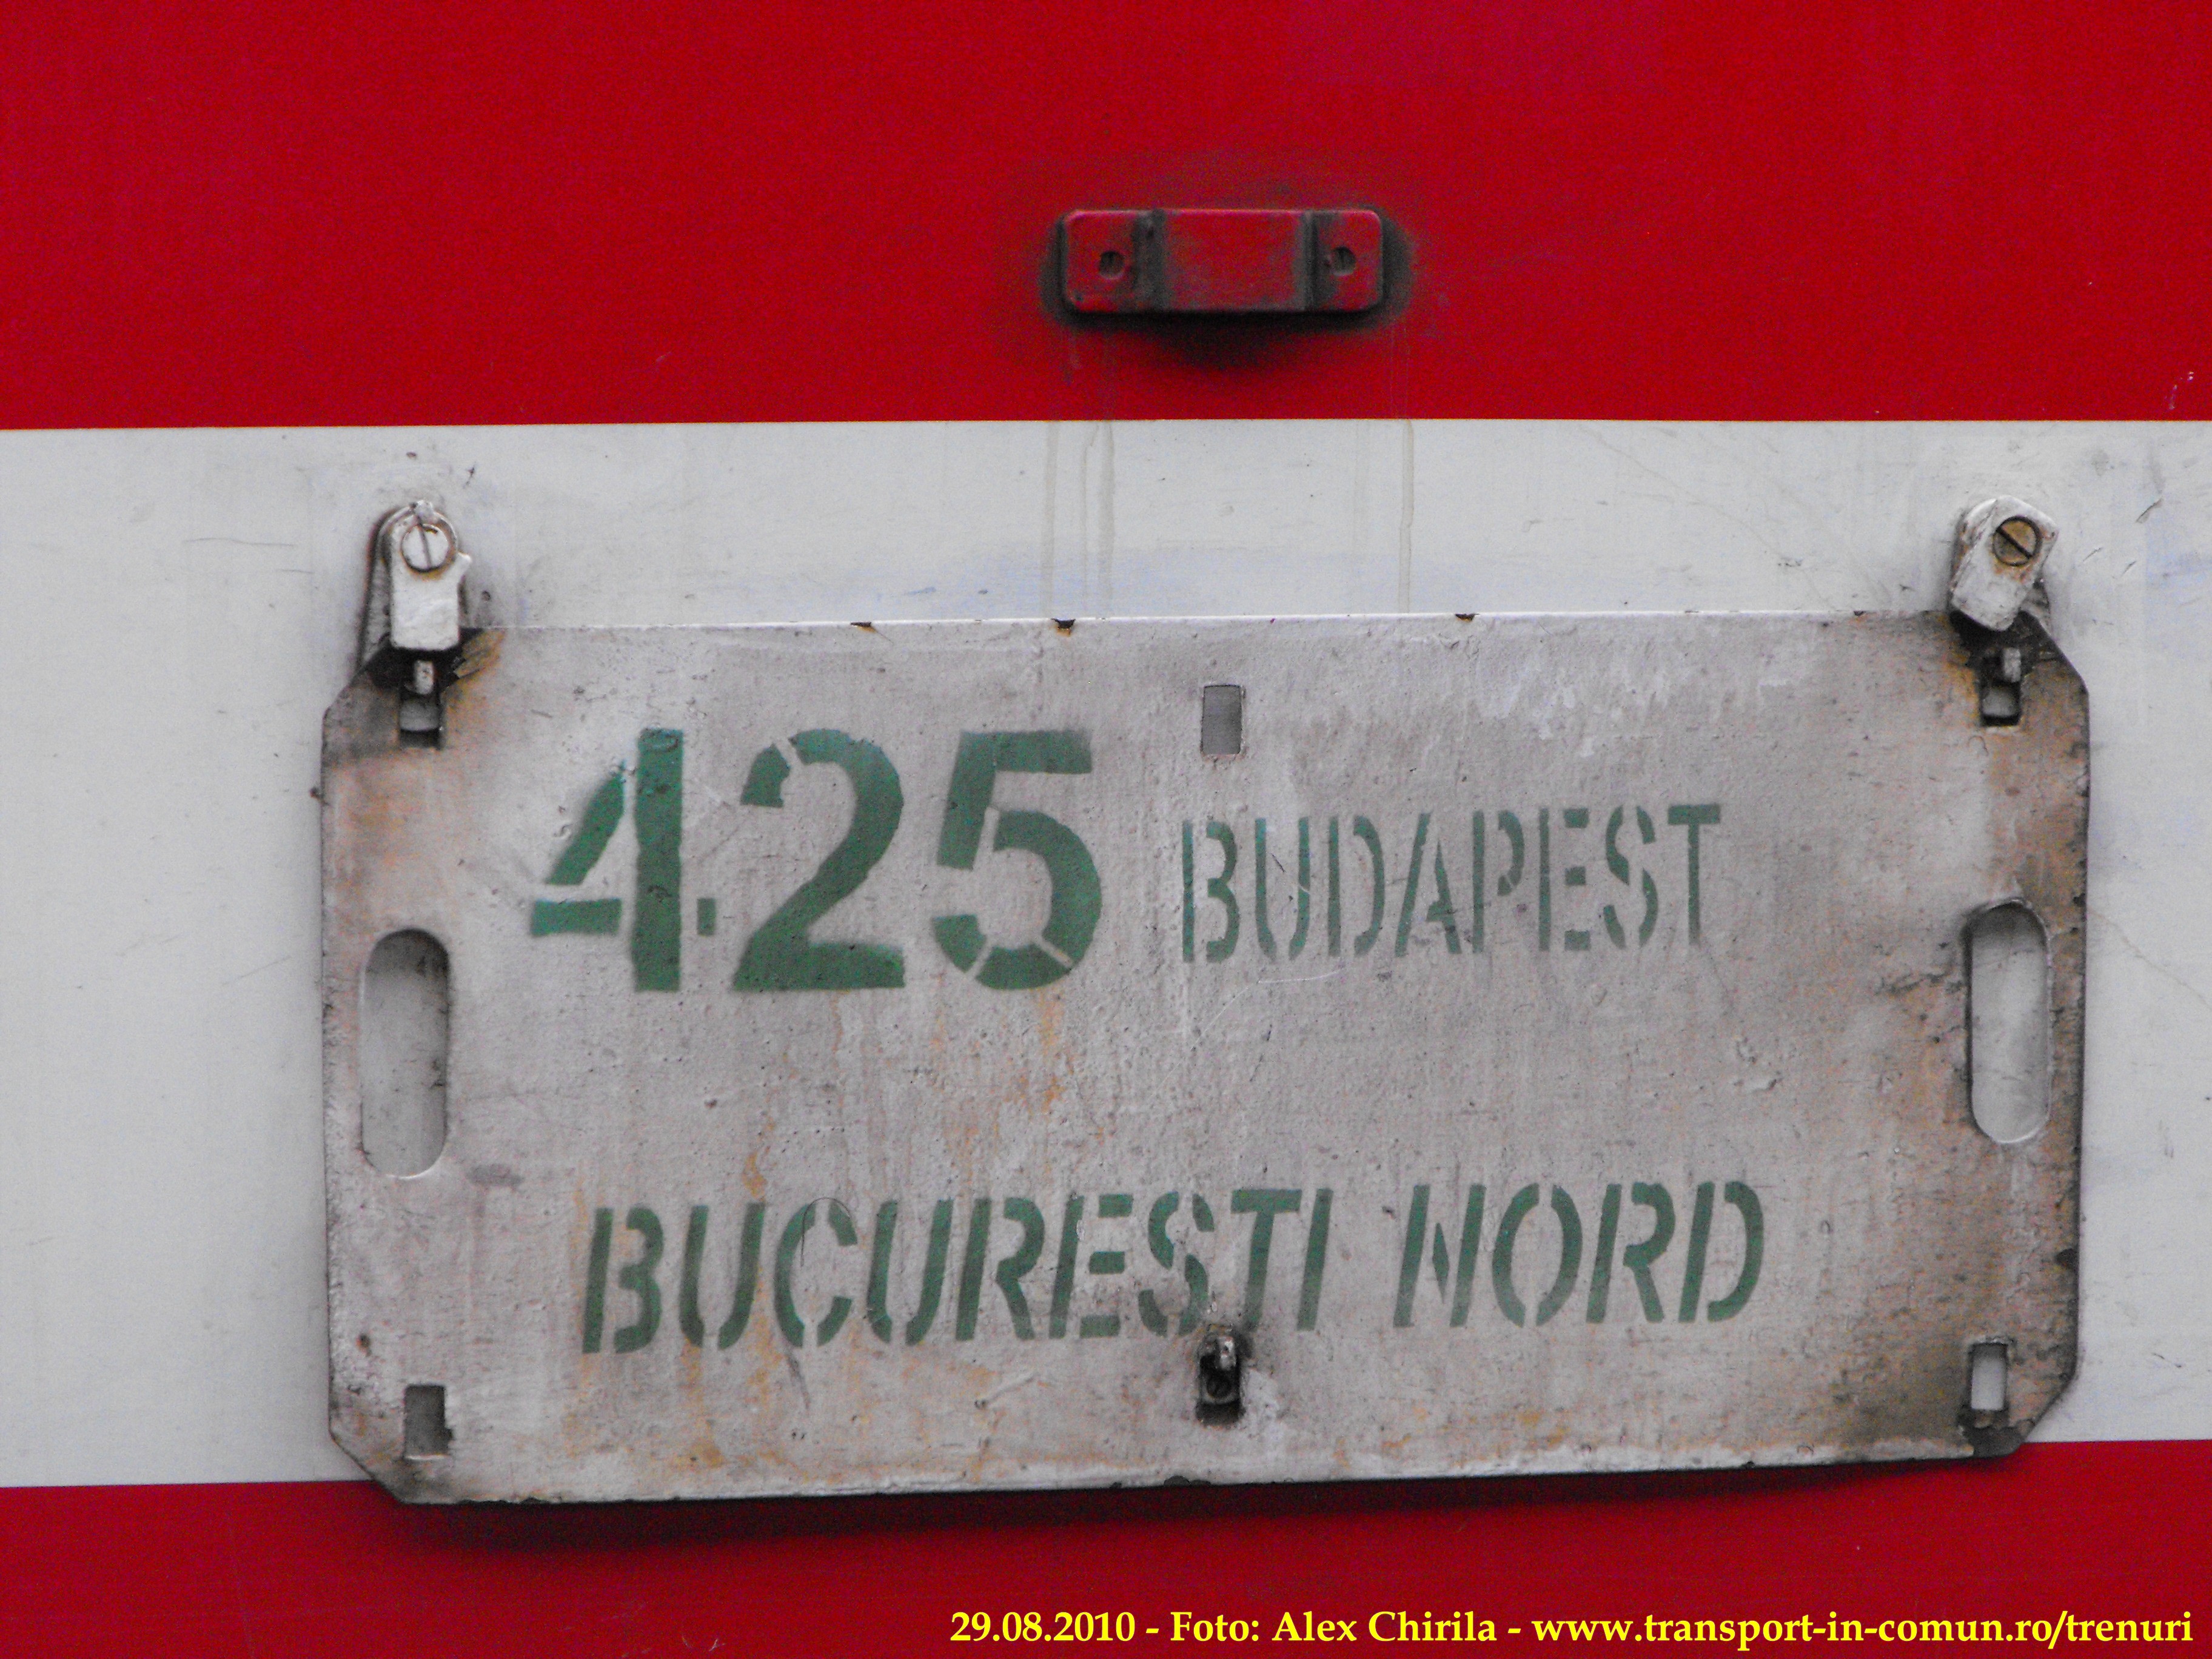 425 BUDAPEST
BUCURESTI NORD
29.08.2010 - Foto: Alex Chirila - www.transport-in-comun.ro/trenuri